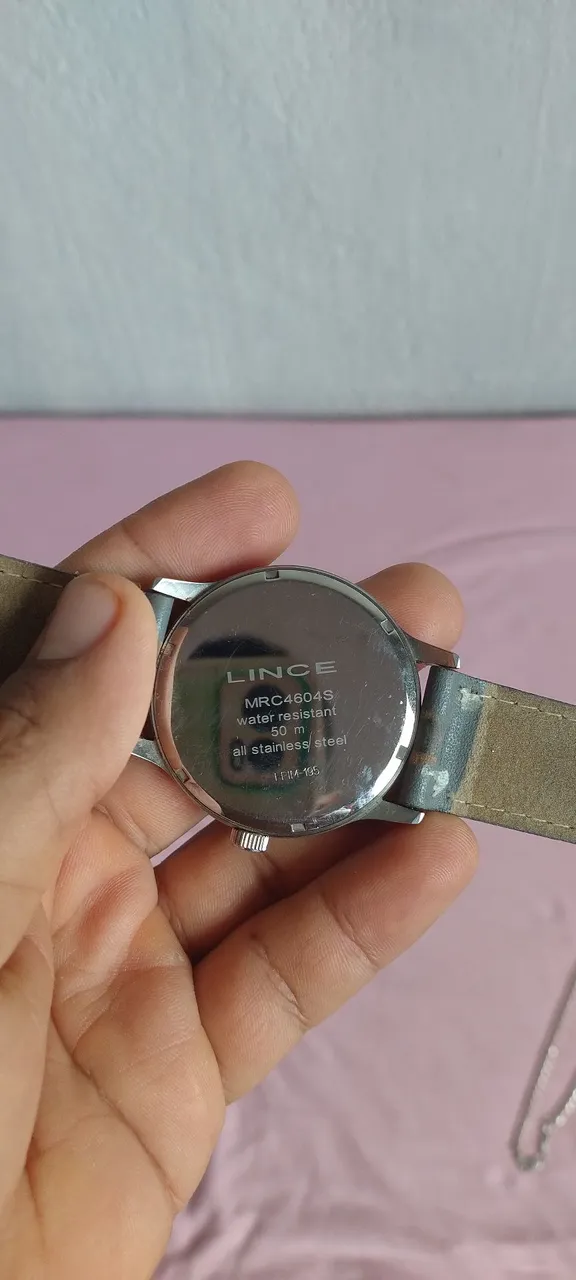 LINCE
MRC4604S
water resistant
50 m
all stainless steel